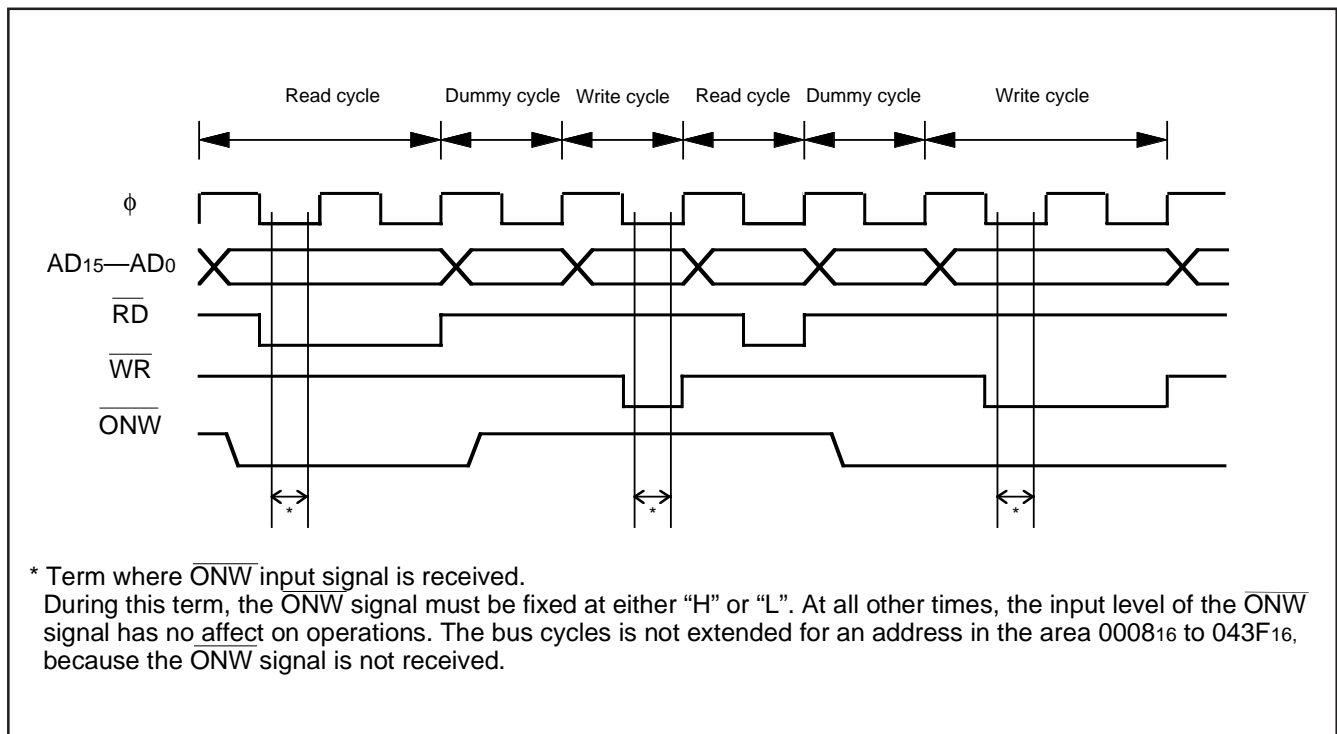 Read cycle Dummy cycle Write cycle Read cycle Dummy cycle Write cycle
ϕ
AD15—AD0
RD
WR
ONW
* * *
* Term where ONW input signal is received.
During this term, the ONW signal must be fixed at either “H” or “L”. At all other times, the input level of the ONW
signal has no affect on operations. The bus cycles is not extended for an address in the area 000816 to 043F16,
because the ONW signal is not received.